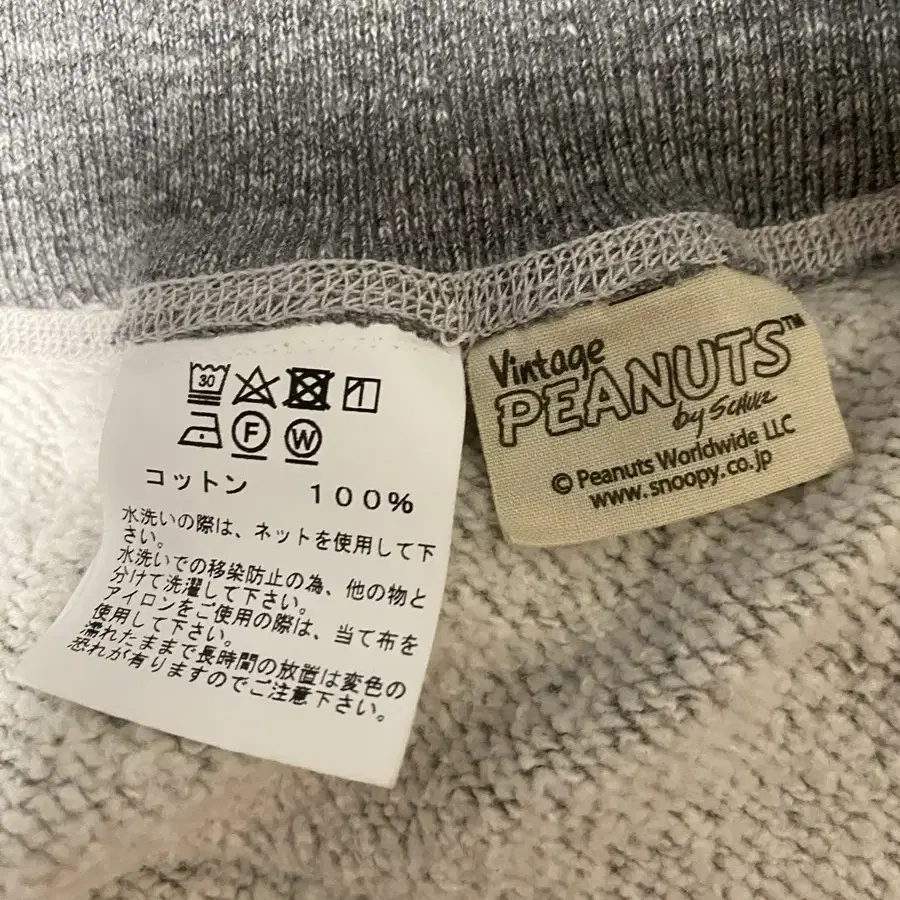 30
F W
コットン 100%
水洗いの際は、ネットを使用して下
さい。
水洗いでの移染防止の為、他の物と
分けて洗濯して下さい。
アイロンをご使用の際は、当て布を
使用して下さい。
濡れたままで長時間の放置は変色の
恐れが有りますのでご注意下さい。
Vintage
PEANUTS™
by SCHULZ
© Peanuts Worldwide LLC
www.snoopy.co.jp